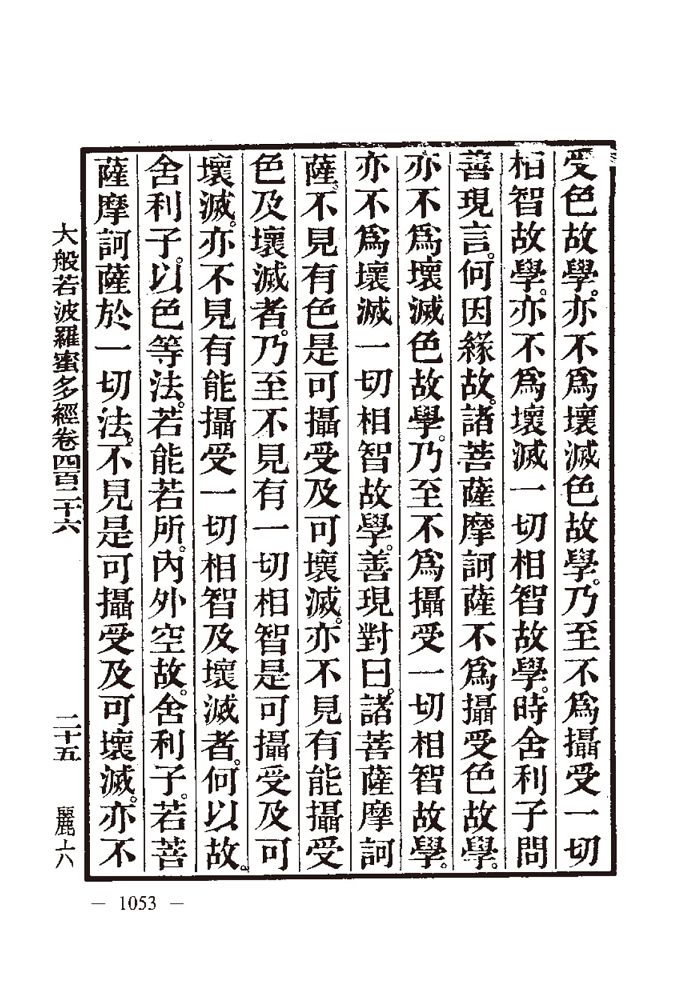 受色故學。亦不爲壞滅色故學。乃至不爲攝受一切
相智故學。亦不爲壞滅一切相智故學。時舍利子問
善現言。何因緣故。諸菩薩摩訶薩不爲攝受色故學。
亦不爲壞滅色故學。乃至不爲攝受一切相智故學。
亦不爲壞滅一切相智故學。善現對曰。諸菩薩摩訶
薩。不見有色是可攝受及可壞滅。亦不見有能攝受
色及壞滅者。乃至不見有一切相智是可攝受及可
壞滅。亦不見有能攝受一切相智及壞滅者。何以故。
舍利子。以色等法。若能若所。內外空故。舍利子。若菩
薩摩訶薩於一切法。不見是可攝受及可壞滅。亦不
大般若波羅蜜多經卷四百二十六 二十五 麗六
— 1053 —